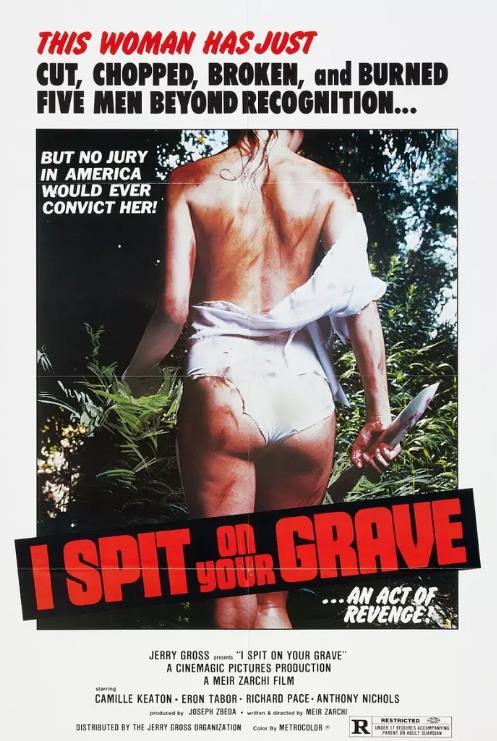 THIS WOMAN HAS JUST
CUT, CHOPPED, BROKEN, and BURNED
FIVE MEN BEYOND RECOGNITION...
BUT NO JURY
IN AMERICA
WOULD EVER
CONVICT HER!
I SPIT on YOUR GRAVE
...AN ACT OF
REVENGE!
JERRY GROSS presents "I SPIT ON YOUR GRAVE"
A CINEMAGIC PICTURES PRODUCTION
A MEIR ZARCHI FILM
starring
CAMILLE KEATON • ERON TABOR • RICHARD PACE • ANTHONY NICHOLS
produced by JOSEPH ZBEDA • written & directed by MEIR ZARCHI
DISTRIBUTED BY THE JERRY GROSS ORGANIZATION Color By METROCOLOR®
R RESTRICTED
UNDER 17 REQUIRES ACCOMPANYING
PARENT OR ADULT GUARDIAN